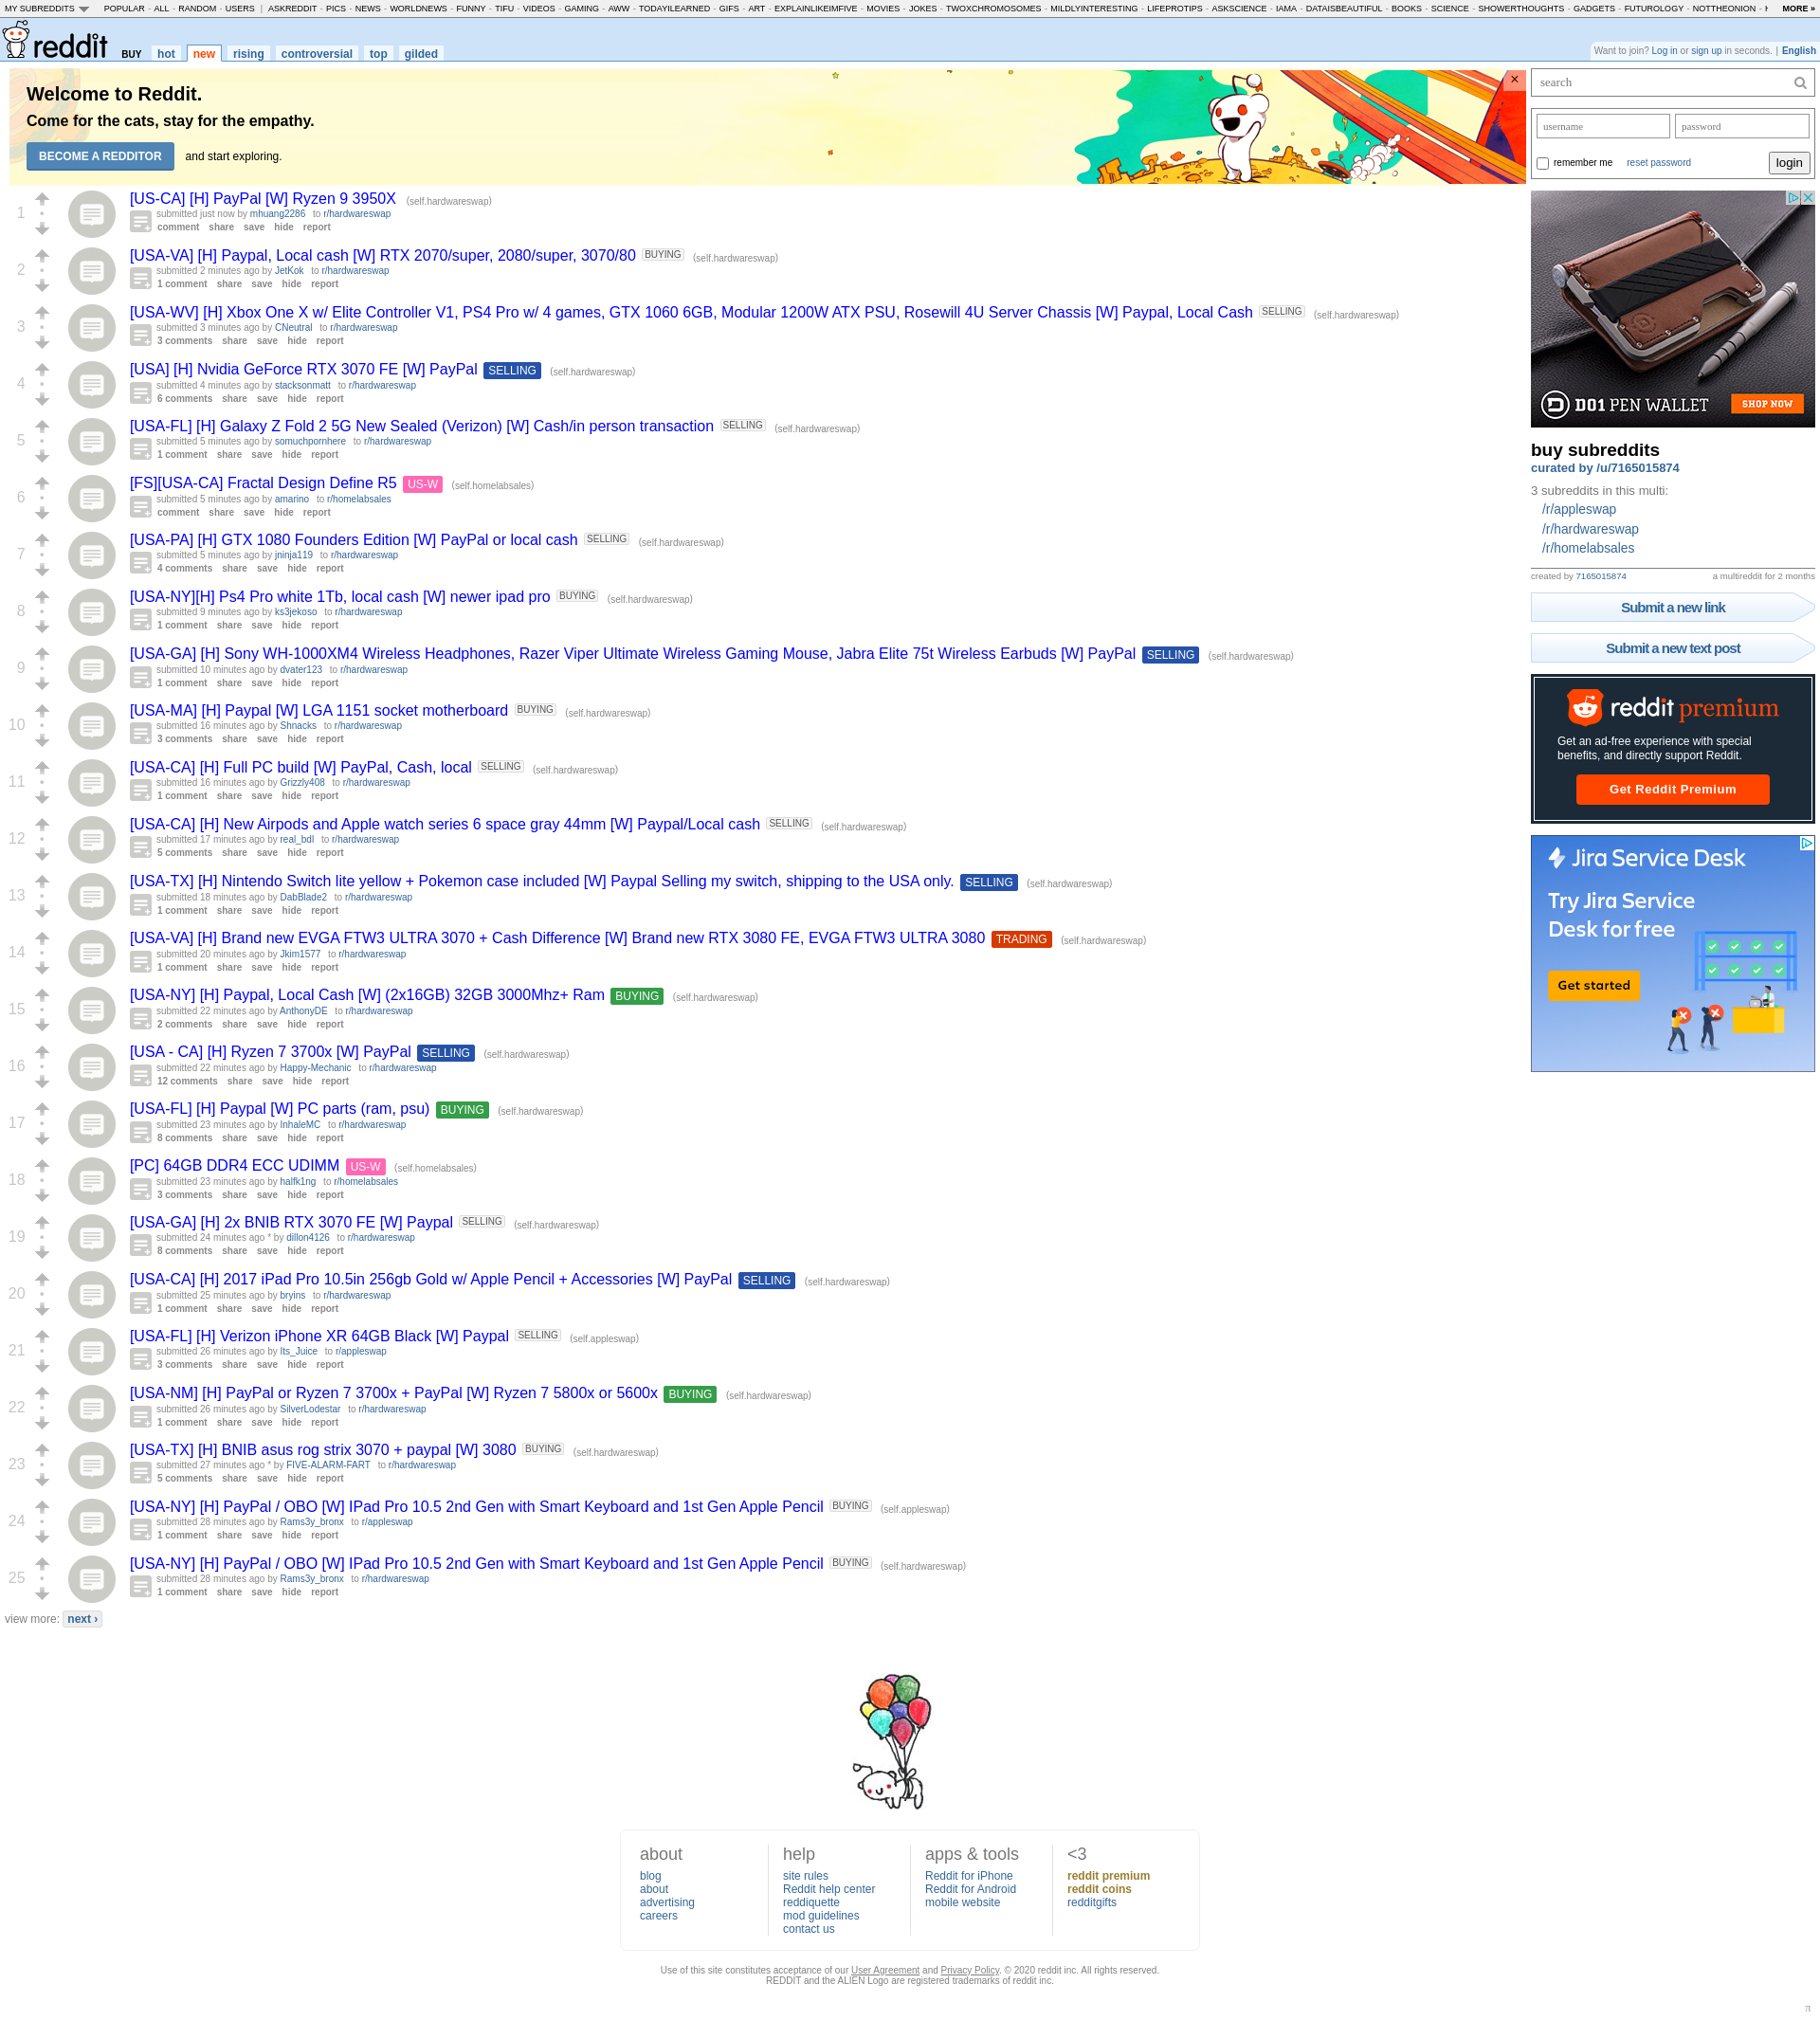 MY SUBREDDITS POPULAR - ALL - RANDOM - USERS | ASKREDDIT - PICS - NEWS - WORLDNEWS - FUNNY - TIFU - VIDEOS - GAMING - AWW - TODAYILEARNED - GIFS - ART - EXPLAINLIKEIMFIVE - MOVIES - JOKES - TWOXCHROMOSOMES - MILDLYINTERESTING - LIFEPROTIPS - ASKSCIENCE - IAMA - DATAISBEAUTIFUL - BOOKS - SCIENCE - SHOWERTHOUGHTS - GADGETS - FUTUROLOGY - NOTTHEONION - MORE »
reddit BUY hot new rising controversial top gilded
Want to join? Log in or sign up in seconds. | English
Welcome to Reddit.
Come for the cats, stay for the empathy.
BECOME A REDDITOR and start exploring.
×
1
[US-CA] [H] PayPal [W] Ryzen 9 3950X (self.hardwareswap)
submitted just now by mhuang2286 to r/hardwareswap
comment share save hide report
2
[USA-VA] [H] Paypal, Local cash [W] RTX 2070/super, 2080/super, 3070/80 BUYING (self.hardwareswap)
submitted 2 minutes ago by JetKok to r/hardwareswap
1 comment share save hide report
3
[USA-WV] [H] Xbox One X w/ Elite Controller V1, PS4 Pro w/ 4 games, GTX 1060 6GB, Modular 1200W ATX PSU, Rosewill 4U Server Chassis [W] Paypal, Local Cash SELLING (self.hardwareswap)
submitted 3 minutes ago by CNeutral to r/hardwareswap
3 comments share save hide report
4
[USA] [H] Nvidia GeForce RTX 3070 FE [W] PayPal SELLING (self.hardwareswap)
submitted 4 minutes ago by stacksonmatt to r/hardwareswap
6 comments share save hide report
5
[USA-FL] [H] Galaxy Z Fold 2 5G New Sealed (Verizon) [W] Cash/in person transaction SELLING (self.hardwareswap)
submitted 5 minutes ago by somuchpornhere to r/hardwareswap
1 comment share save hide report
6
[FS][USA-CA] Fractal Design Define R5 US-W (self.homelabsales)
submitted 5 minutes ago by amarino to r/homelabsales
comment share save hide report
7
[USA-PA] [H] GTX 1080 Founders Edition [W] PayPal or local cash SELLING (self.hardwareswap)
submitted 5 minutes ago by jninja119 to r/hardwareswap
4 comments share save hide report
8
[USA-NY][H] Ps4 Pro white 1Tb, local cash [W] newer ipad pro BUYING (self.hardwareswap)
submitted 9 minutes ago by ks3jekoso to r/hardwareswap
1 comment share save hide report
9
[USA-GA] [H] Sony WH-1000XM4 Wireless Headphones, Razer Viper Ultimate Wireless Gaming Mouse, Jabra Elite 75t Wireless Earbuds [W] PayPal SELLING (self.hardwareswap)
submitted 10 minutes ago by dvater123 to r/hardwareswap
1 comment share save hide report
10
[USA-MA] [H] Paypal [W] LGA 1151 socket motherboard BUYING (self.hardwareswap)
submitted 16 minutes ago by Shnacks to r/hardwareswap
3 comments share save hide report
11
[USA-CA] [H] Full PC build [W] PayPal, Cash, local SELLING (self.hardwareswap)
submitted 16 minutes ago by Grizzly408 to r/hardwareswap
1 comment share save hide report
12
[USA-CA] [H] New Airpods and Apple watch series 6 space gray 44mm [W] Paypal/Local cash SELLING (self.hardwareswap)
submitted 17 minutes ago by real_bdl to r/hardwareswap
5 comments share save hide report
13
[USA-TX] [H] Nintendo Switch lite yellow + Pokemon case included [W] Paypal Selling my switch, shipping to the USA only. SELLING (self.hardwareswap)
submitted 18 minutes ago by DabBlade2 to r/hardwareswap
1 comment share save hide report
14
[USA-VA] [H] Brand new EVGA FTW3 ULTRA 3070 + Cash Difference [W] Brand new RTX 3080 FE, EVGA FTW3 ULTRA 3080 TRADING (self.hardwareswap)
submitted 20 minutes ago by Jkim1577 to r/hardwareswap
1 comment share save hide report
15
[USA-NY] [H] Paypal, Local Cash [W] (2x16GB) 32GB 3000Mhz+ Ram BUYING (self.hardwareswap)
submitted 22 minutes ago by AnthonyDE to r/hardwareswap
2 comments share save hide report
16
[USA - CA] [H] Ryzen 7 3700x [W] PayPal SELLING (self.hardwareswap)
submitted 22 minutes ago by Happy-Mechanic to r/hardwareswap
12 comments share save hide report
17
[USA-FL] [H] Paypal [W] PC parts (ram, psu) BUYING (self.hardwareswap)
submitted 23 minutes ago by InhaleMC to r/hardwareswap
8 comments share save hide report
18
[PC] 64GB DDR4 ECC UDIMM US-W (self.homelabsales)
submitted 23 minutes ago by halfk1ng to r/homelabsales
3 comments share save hide report
19
[USA-GA] [H] 2x BNIB RTX 3070 FE [W] Paypal SELLING (self.hardwareswap)
submitted 24 minutes ago * by dillon4126 to r/hardwareswap
8 comments share save hide report
20
[USA-CA] [H] 2017 iPad Pro 10.5in 256gb Gold w/ Apple Pencil + Accessories [W] PayPal SELLING (self.hardwareswap)
submitted 25 minutes ago by bryins to r/hardwareswap
1 comment share save hide report
21
[USA-FL] [H] Verizon iPhone XR 64GB Black [W] Paypal SELLING (self.appleswap)
submitted 26 minutes ago by Its_Juice to r/appleswap
3 comments share save hide report
22
[USA-NM] [H] PayPal or Ryzen 7 3700x + PayPal [W] Ryzen 7 5800x or 5600x BUYING (self.hardwareswap)
submitted 26 minutes ago by SilverLodestar to r/hardwareswap
1 comment share save hide report
23
[USA-TX] [H] BNIB asus rog strix 3070 + paypal [W] 3080 BUYING (self.hardwareswap)
submitted 27 minutes ago * by FIVE-ALARM-FART to r/hardwareswap
5 comments share save hide report
24
[USA-NY] [H] PayPal / OBO [W] IPad Pro 10.5 2nd Gen with Smart Keyboard and 1st Gen Apple Pencil BUYING (self.appleswap)
submitted 28 minutes ago by Rams3y_bronx to r/appleswap
1 comment share save hide report
25
[USA-NY] [H] PayPal / OBO [W] IPad Pro 10.5 2nd Gen with Smart Keyboard and 1st Gen Apple Pencil BUYING (self.hardwareswap)
submitted 28 minutes ago by Rams3y_bronx to r/hardwareswap
1 comment share save hide report
view more: next ›
search
username password
remember me reset password login
D01 PEN WALLET SHOP NOW
buy subreddits
curated by /u/7165015874
3 subreddits in this multi:
/r/appleswap
/r/hardwareswap
/r/homelabsales
created by 7165015874 a multireddit for 2 months
Submit a new link
Submit a new text post
reddit premium
Get an ad-free experience with special
benefits, and directly support Reddit.
Get Reddit Premium
Jira Service Desk
Try Jira Service
Desk for free
Get started
about
blog
about
advertising
careers
help
site rules
Reddit help center
reddiquette
mod guidelines
contact us
apps & tools
Reddit for iPhone
Reddit for Android
mobile website
<3
reddit premium
reddit coins
redditgifts
Use of this site constitutes acceptance of our User Agreement and Privacy Policy. © 2020 reddit inc. All rights reserved.
REDDIT and the ALIEN Logo are registered trademarks of reddit inc.
π